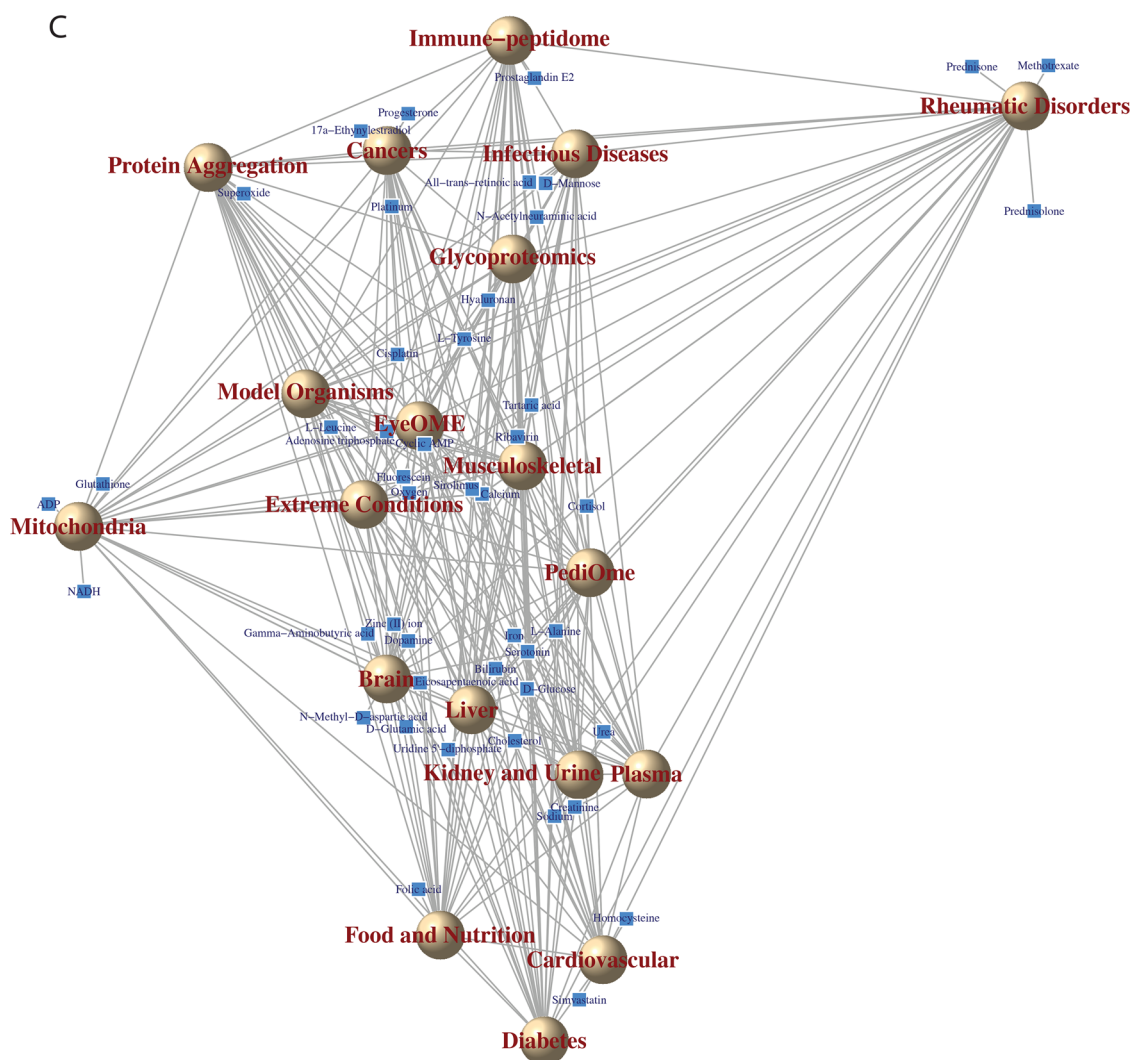 C
Immune−peptidome
Prednisone
Methotrexate
Prostaglandin E2
Rheumatic Disorders
Progesterone
17a−Ethynylestradiol
Cancers
Infectious Diseases
Protein Aggregation
All−trans−retinoic acid
D−Mannose
Superoxide
Platinum
Prednisolone
N−Acetylneuraminic acid
Glycoproteomics
Hyaluronan
L−Tyrosine
Cisplatin
Model Organisms
Tartaric acid
EyeOME
L−Leucine
Ribavirin
Adenosine triphosphate
Cyclic AMP
Musculoskeletal
Fluorescein
Glutathione
Sirolimus
Oxygen
Calcium
ADP
Extreme Conditions
Cortisol
Mitochondria
PediOme
NADH
Zinc (II) ion
Gamma−Aminobutyric acid
L−Alanine
Iron
Dopamine
Serotonin
Bilirubin
Brain
Eicosapentaenoic acid
D−Glucose
Liver
N−Methyl−D−aspartic acid
D−Glutamic acid
Urea
Cholesterol
Uridine 5'−diphosphate
Kidney and Urine
Plasma
Creatinine
Sodium
Folic acid
Homocysteine
Food and Nutrition
Cardiovascular
Simvastatin
Diabetes